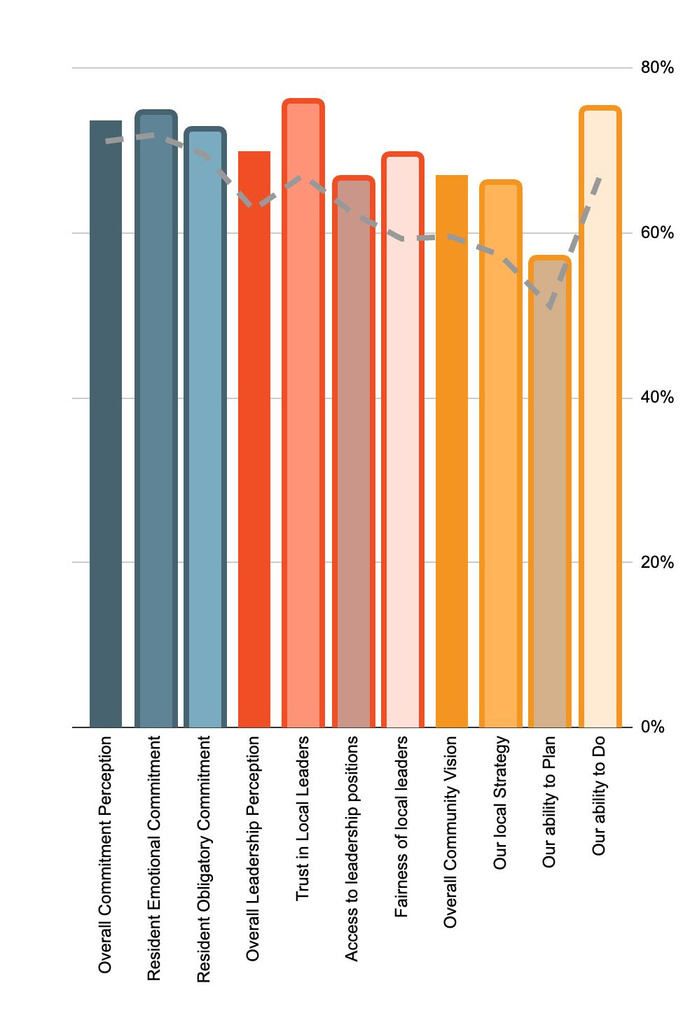 80%
60%
40%
20%
0%
Overall Commitment Perception
Resident Emotional Commitment
Resident Obligatory Commitment
Overall Leadership Perception
Trust in Local Leaders
Access to leadership positions
Fairness of local leaders
Overall Community Vision
Our local Strategy
Our ability to Plan
Our ability to Do